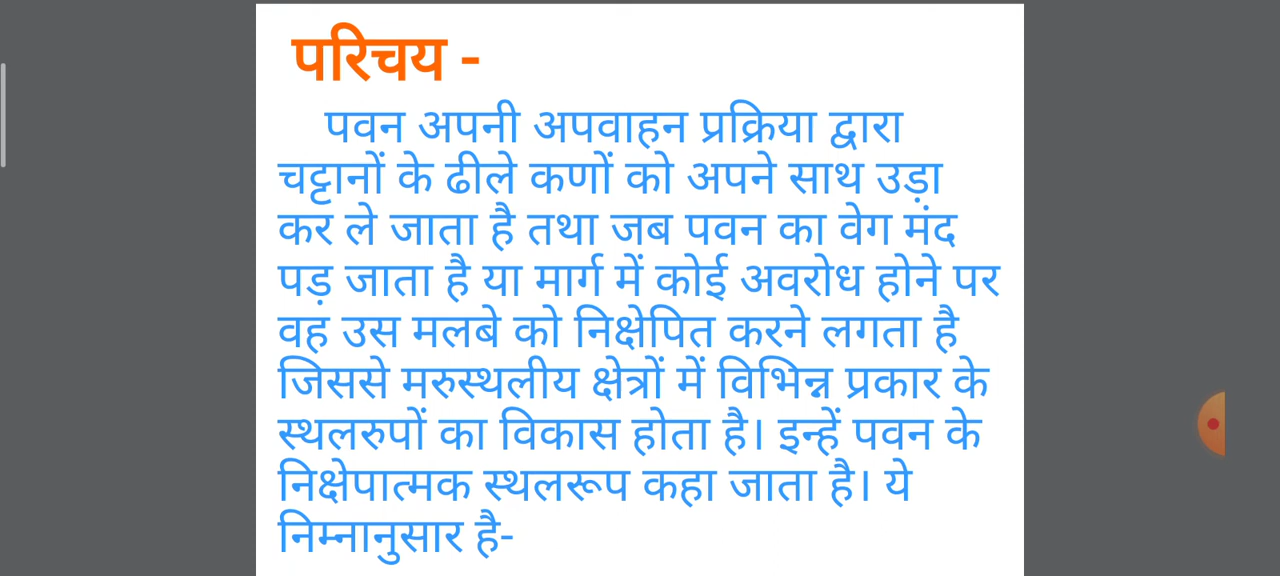 परिचय -
पवन अपनी अपवाहन प्रक्रिया द्वारा
चट्टानों के ढीले कणों को अपने साथ उड़ा
कर ले जाता है तथा जब पवन का वेग मंद
पड़ जाता है या मार्ग में कोई अवरोध होने पर
वह उस मलबे को निक्षेपित करने लगता है
जिससे मरुस्थलीय क्षेत्रों में विभिन्न प्रकार के
स्थलरुपों का विकास होता है। इन्हें पवन के
निक्षेपात्मक स्थलरूप कहा जाता है। ये
निम्नानुसार है-